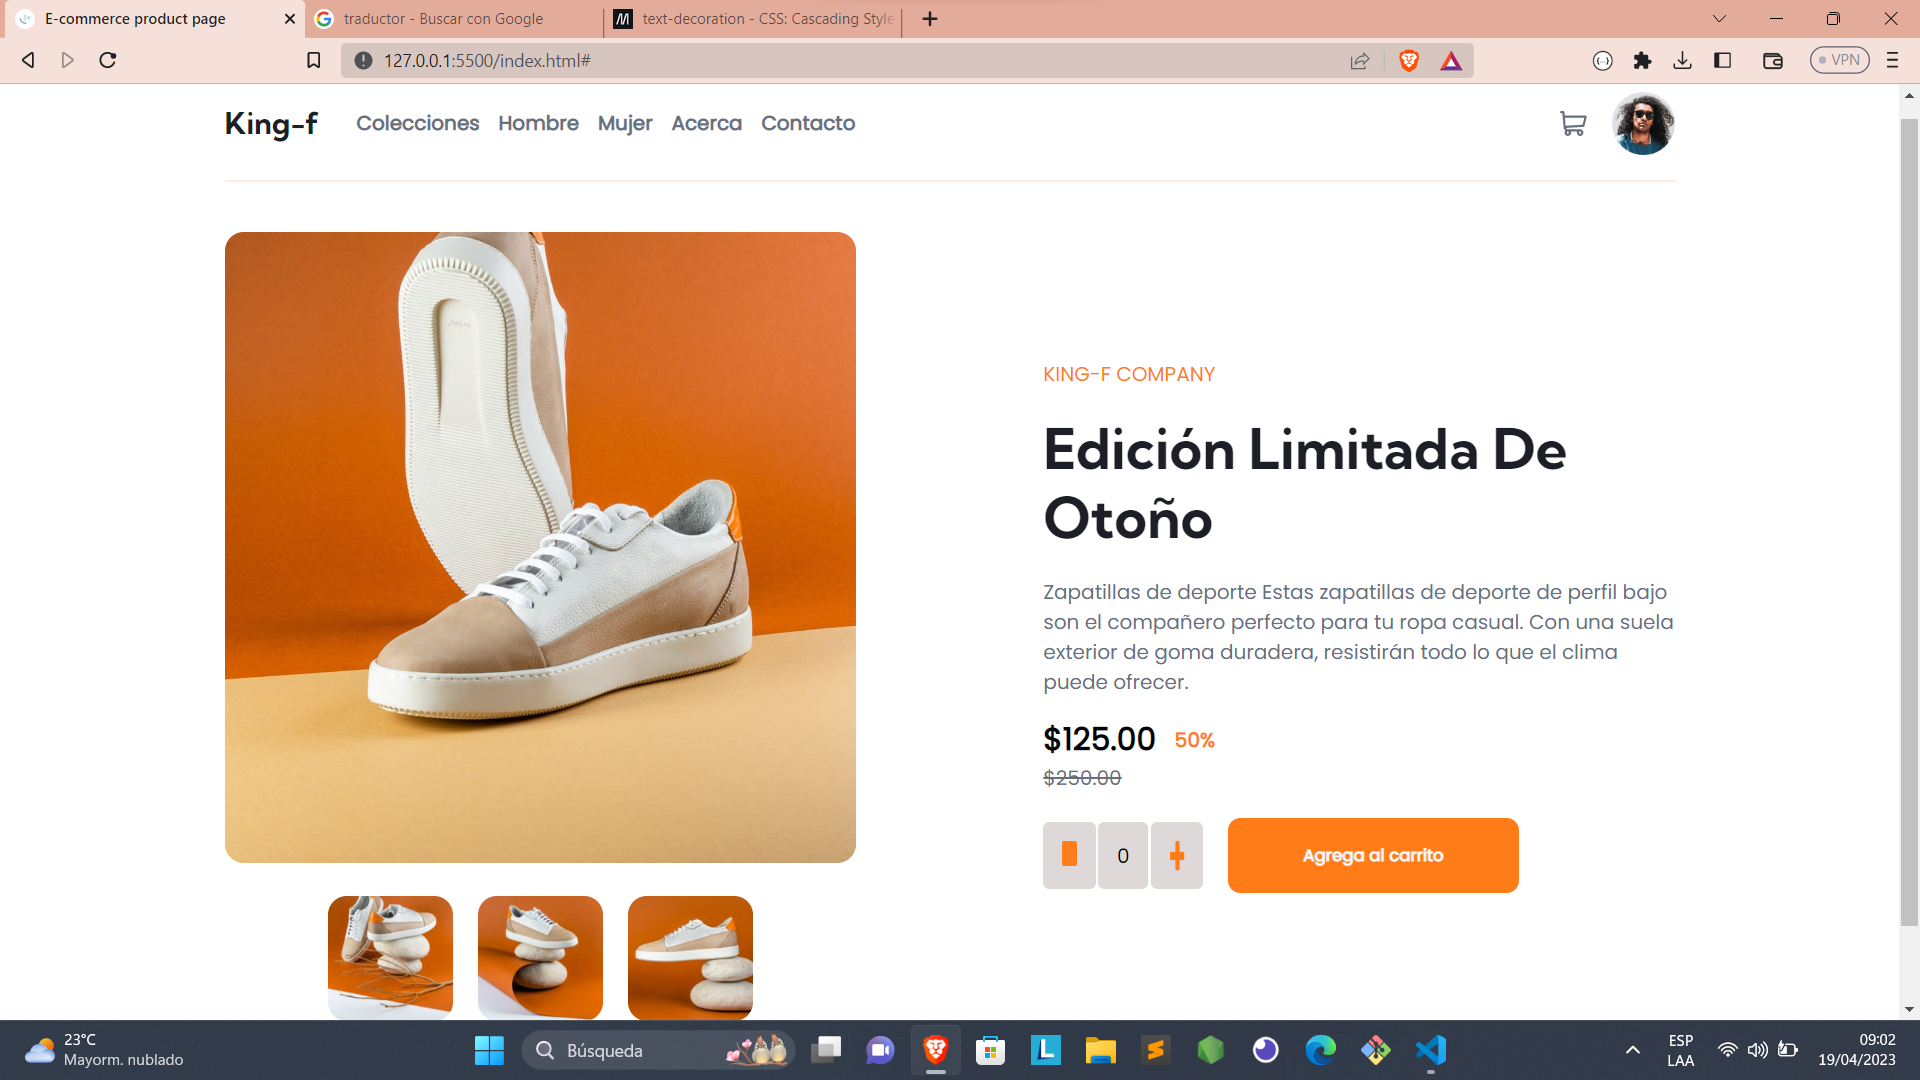 E-commerce product page
traductor - Buscar con Google
text-decoration - CSS: Cascading Style
127.0.0.1:5500/index.html#
VPN
King-f
Colecciones
Hombre
Mujer
Acerca
Contacto
KING-F COMPANY
Edición Limitada De
Otoño
Zapatillas de deporte Estas zapatillas de deporte de perfil bajo
son el compañero perfecto para tu ropa casual. Con una suela
exterior de goma duradera, resistirán todo lo que el clima
puede ofrecer.
$125.00 50%
$250.00
0
Agrega al carrito
23°C
Mayorm. nublado
Búsqueda
ESP
LAA
09:02
19/04/2023